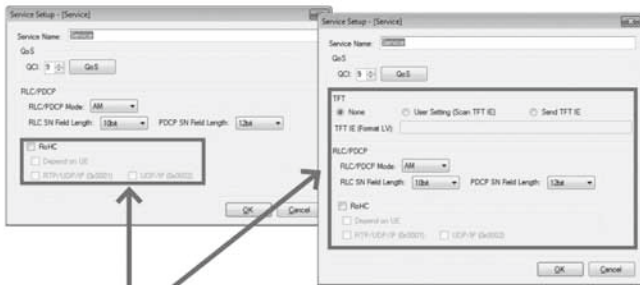 Service Setup - [Service]
Service Name: Service
QoS
QCI: 9 QoS
RLC/PDCP
RLC/PDCP Mode: AM
RLC SN Field Length: 10bit PDCP SN Field Length: 12bit
RoHC
Depend on UE
RTP/UDP/IP (0x0001) UDP/IP (0x0002)
OK Cancel
Service Setup - [Service]
Service Name: Service
QoS
QCI: 9 QoS
TFT
None User Setting (Scan TFT IE) Send TFT IE
TFT IE (Format LV):
RLC/PDCP
RLC/PDCP Mode: AM
RLC SN Field Length: 10bit PDCP SN Field Length: 12bit
RoHC
Depend on UE
RTP/UDP/IP (0x0001) UDP/IP (0x0002)
OK Cancel